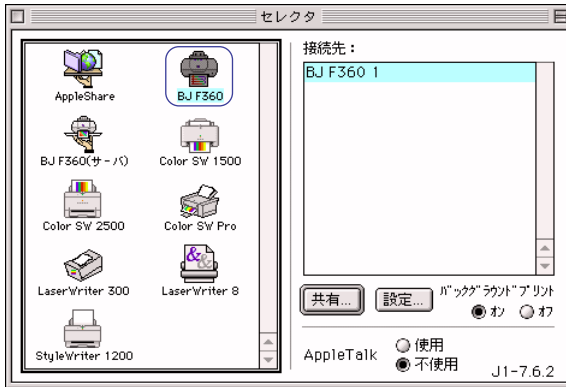 セレクタ
AppleShare
BJ F360
BJ F360(サーバ)
Color SW 1500
Color SW 2500
Color SW Pro
LaserWriter 300
LaserWriter 8
StyleWriter 1200
接続先：
BJ F360 1
共有...
設定...
バックグラウンドプリント
オン
オフ
AppleTalk
使用
不使用
J1-7.6.2